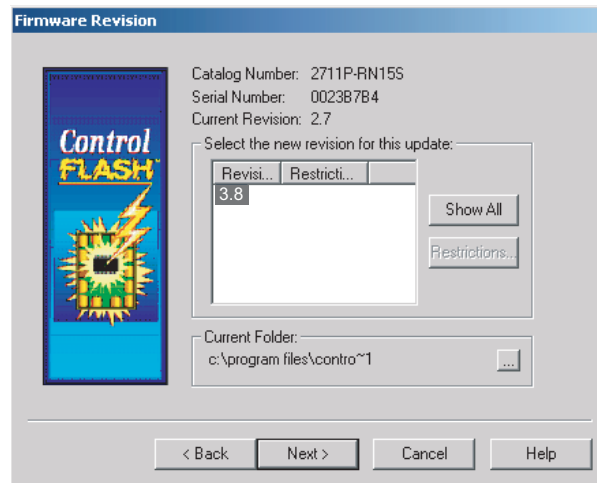 Firmware Revision
Control
FLASH
Catalog Number: 2711P-RN15S
Serial Number: 0023B7B4
Current Revision: 2.7
Select the new revision for this update:
Revisi... Restricti...
3.8
Show All
Restrictions...
Current Folder:
c:\program files\contro~1
...
< Back Next > Cancel Help